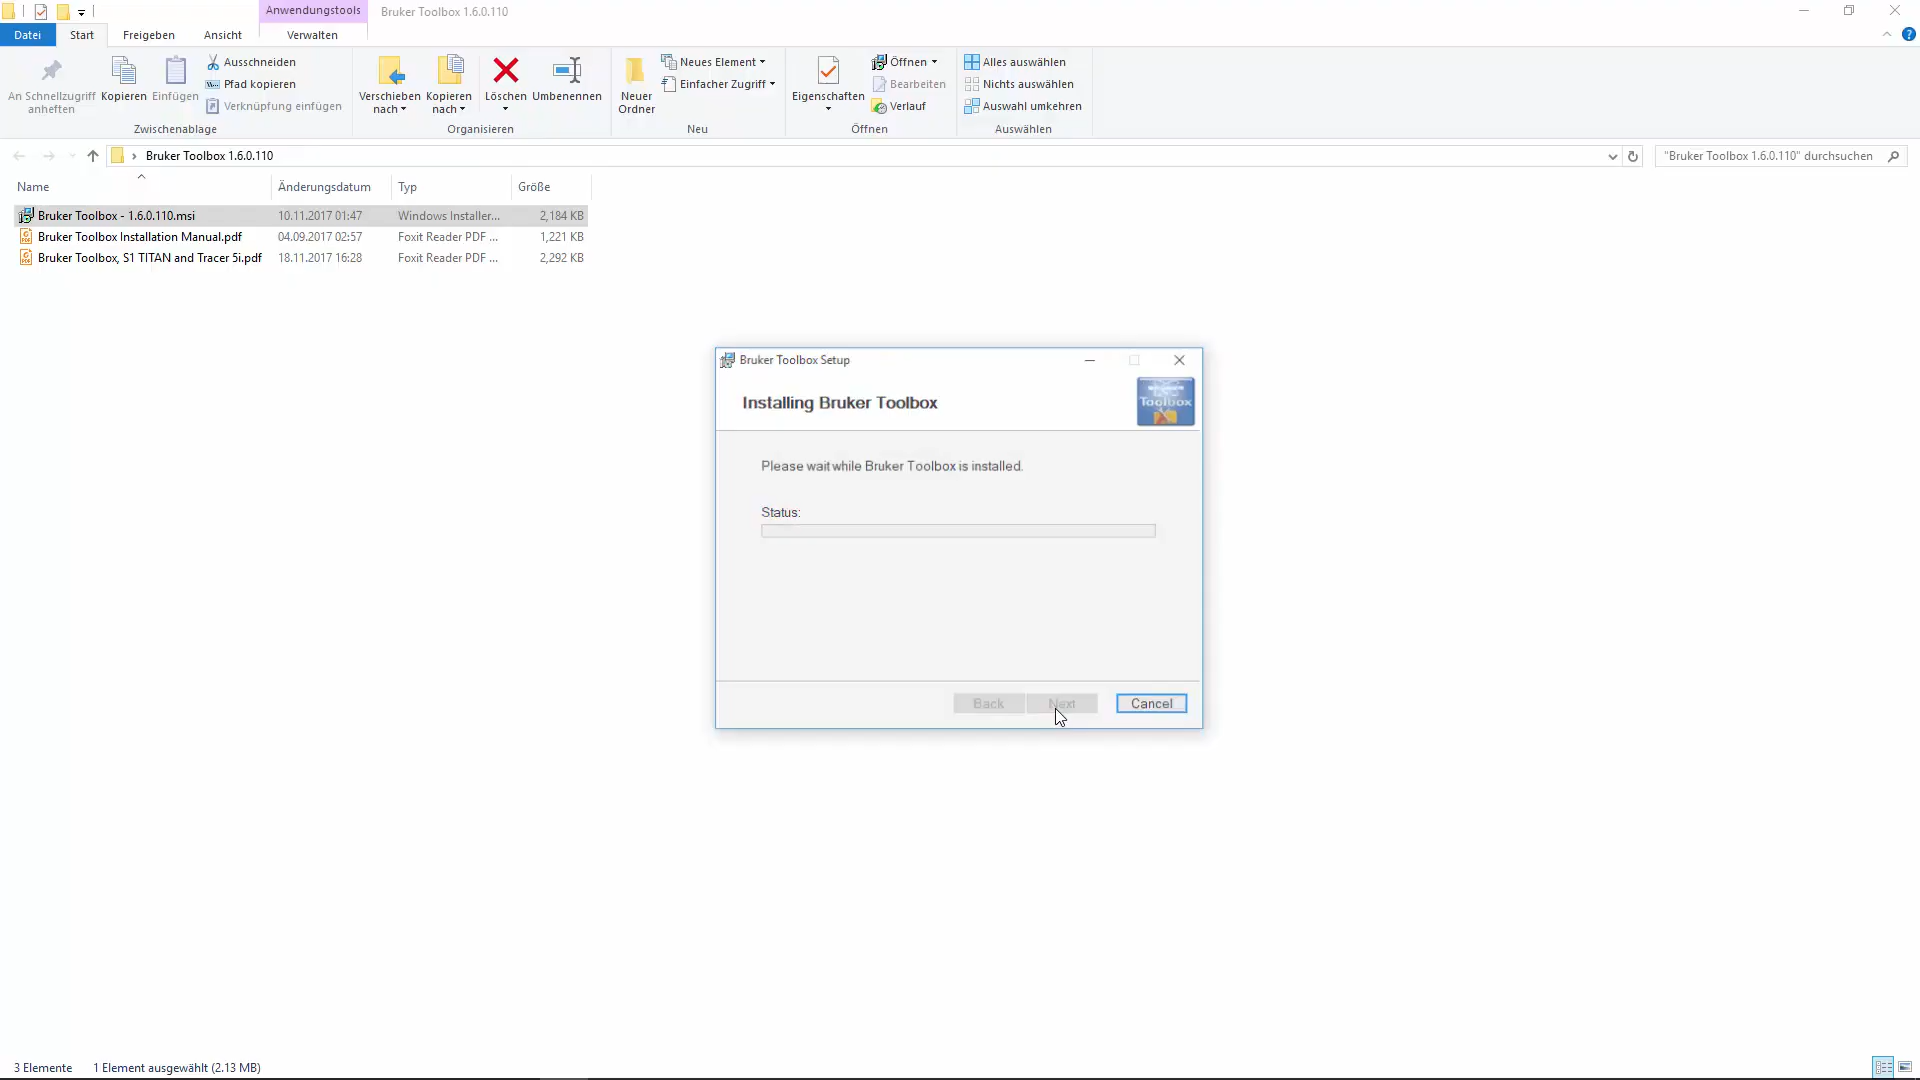 Anwendungstools
Bruker Toolbox 1.6.0.110
Datei
Start
Freigeben
Ansicht
Verwalten
An Schnellzugriff
anheften
Kopieren
Einfügen
Ausschneiden
Pfad kopieren
Verknüpfung einfügen
Zwischenablage
Verschieben
nach
Kopieren
nach
Löschen
Umbenennen
Organisieren
Neuer
Ordner
Neues Element
Einfacher Zugriff
Neu
Eigenschaften
Öffnen
Bearbeiten
Verlauf
Öffnen
Alles auswählen
Nichts auswählen
Auswahl umkehren
Auswählen
Bruker Toolbox 1.6.0.110
"Bruker Toolbox 1.6.0.110" durchsuchen
Name Änderungsdatum Typ Größe
Bruker Toolbox - 1.6.0.110.msi 10.11.2017 01:47 Windows Installer... 2,184 KB
Bruker Toolbox Installation Manual.pdf 04.09.2017 02:57 Foxit Reader PDF ... 1,221 KB
Bruker Toolbox, S1 TITAN and Tracer 5i.pdf 18.11.2017 16:28 Foxit Reader PDF ... 2,292 KB
Bruker Toolbox Setup
Installing Bruker Toolbox
Toolbox
Please wait while Bruker Toolbox is installed.
Status:
Back Next Cancel
3 Elemente 1 Element ausgewählt (2.13 MB)